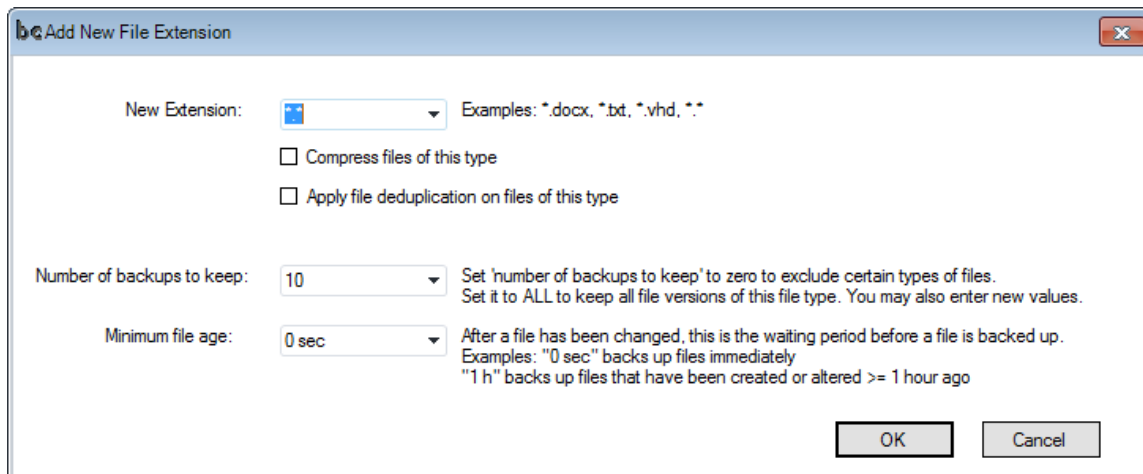 bc Add New File Extension
New Extension: *.* Examples: *.docx, *.txt, *.vhd, *.*
Compress files of this type
Apply file deduplication on files of this type
Number of backups to keep: 10 Set 'number of backups to keep' to zero to exclude certain types of files.
Set it to ALL to keep all file versions of this file type. You may also enter new values.
Minimum file age: 0 sec After a file has been changed, this is the waiting period before a file is backed up.
Examples: "0 sec" backs up files immediately
"1 h" backs up files that have been created or altered >= 1 hour ago
OK Cancel